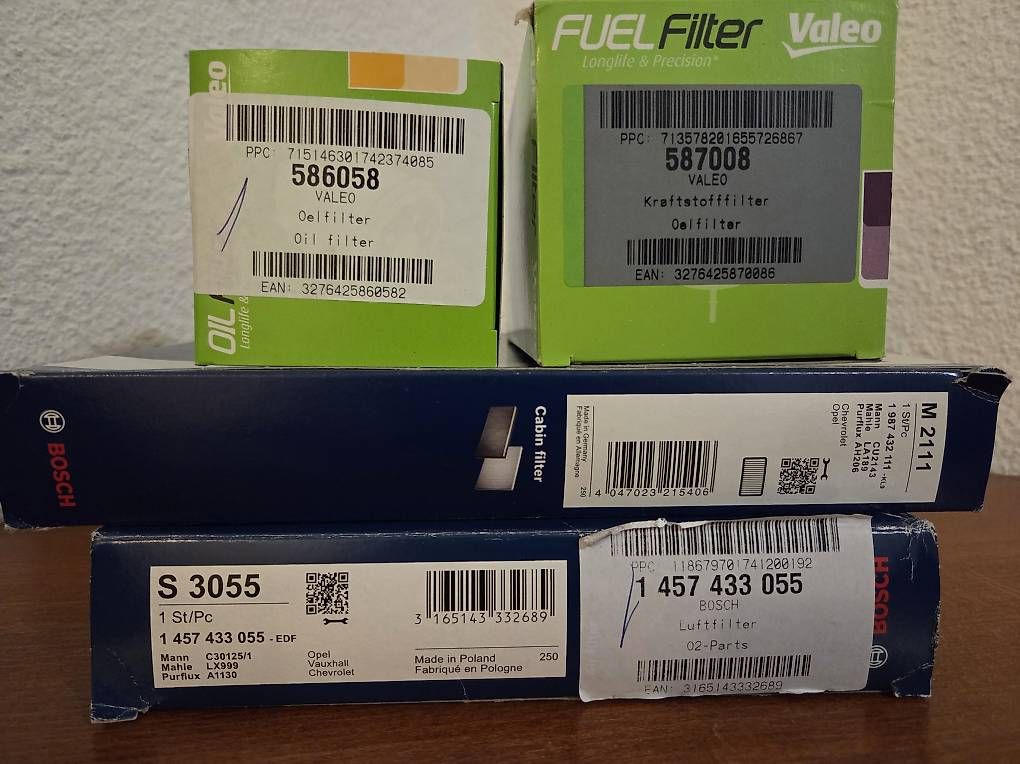 Valeo
PPC: 715146301742374085
586058
VALEO
Oelfilter
Oil filter
EAN: 3276425860582
OIL
Longlife &
FUEL Filter
Longlife & Precision®
Valeo
PPC: 713578201655726867
587008
VALEO
Kraftstofffilter
Oelfilter
EAN: 3276425870086
BOSCH
Cabin filter
Made in Germany
Fabriqué en Allemagne
250
4 047023 215406
M 2111
1 St/Pc
1 987 432 111 -KLs
Mann CU2143
Mahle LA189
Purflux AH206
Chevrolet
Opel
S 3055
1 St/Pc
1 457 433 055 - EDF
Mann C30125/1
Mahle LX999
Purflux A1130
Opel
Vauxhall
Chevrolet
3 165143 332689
Made in Poland
Fabriqué en Pologne
250
PPC: 118679701741200192
1 457 433 055
BOSCH
Luftfilter
02-Parts
EAN: 3165143332689
BOSCH